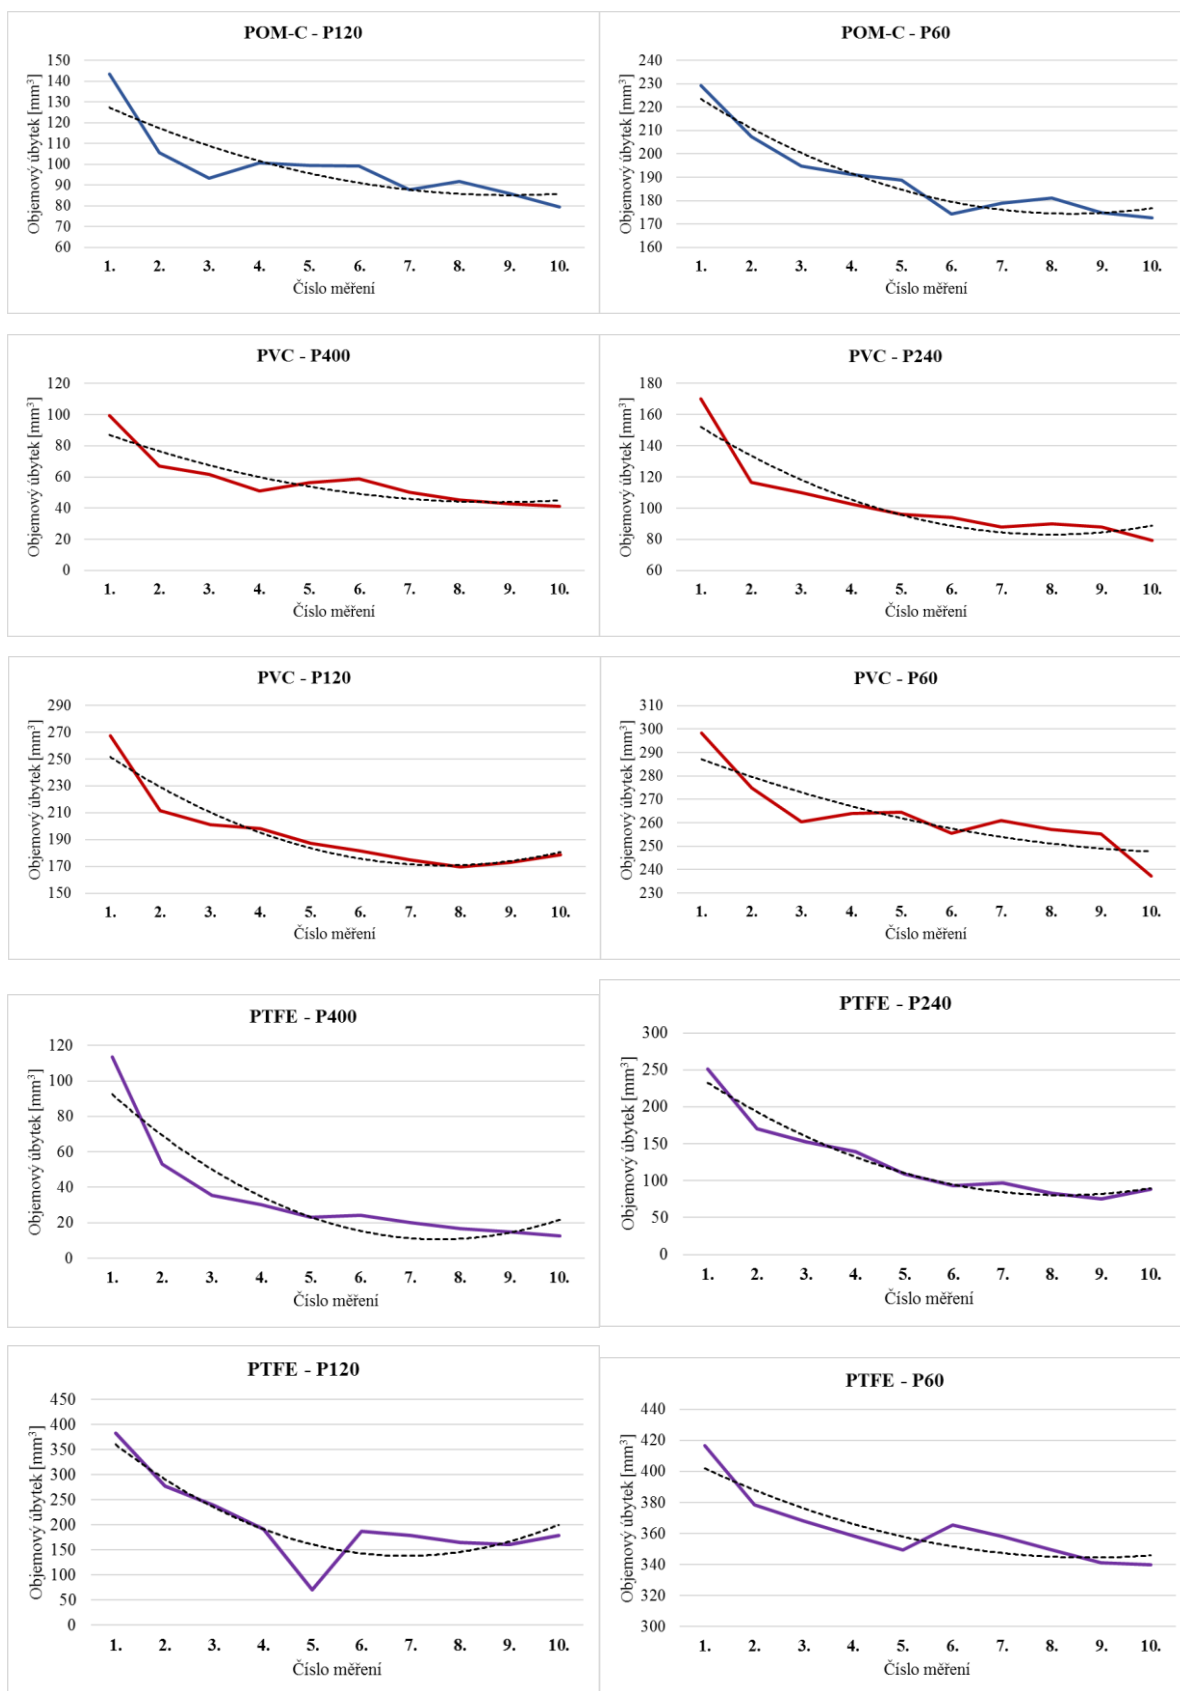 POM-C - P120
Objemový úbytek [mm³]
150
140
130
120
110
100
90
80
70
60
1. 2. 3. 4. 5. 6. 7. 8. 9. 10.
Číslo měření
POM-C - P60
Objemový úbytek [mm³]
240
230
220
210
200
190
180
170
160
1. 2. 3. 4. 5. 6. 7. 8. 9. 10.
Číslo měření
PVC - P400
Objemový úbytek [mm³]
120
100
80
60
40
20
0
1. 2. 3. 4. 5. 6. 7. 8. 9. 10.
Číslo měření
PVC - P240
Objemový úbytek [mm³]
180
160
140
120
100
80
60
1. 2. 3. 4. 5. 6. 7. 8. 9. 10.
Číslo měření
PVC - P120
Objemový úbytek [mm³]
290
270
250
230
210
190
170
150
1. 2. 3. 4. 5. 6. 7. 8. 9. 10.
Číslo měření
PVC - P60
Objemový úbytek [mm³]
310
300
290
280
270
260
250
240
230
1. 2. 3. 4. 5. 6. 7. 8. 9. 10.
Číslo měření
PTFE - P400
Objemový úbytek [mm³]
120
100
80
60
40
20
0
1. 2. 3. 4. 5. 6. 7. 8. 9. 10.
Číslo měření
PTFE - P240
Objemový úbytek [mm³]
300
250
200
150
100
50
0
1. 2. 3. 4. 5. 6. 7. 8. 9. 10.
Číslo měření
PTFE - P120
Objemový úbytek [mm³]
450
400
350
300
250
200
150
100
50
0
1. 2. 3. 4. 5. 6. 7. 8. 9. 10.
Číslo měření
PTFE - P60
Objemový úbytek [mm³]
440
420
400
380
360
340
320
300
1. 2. 3. 4. 5. 6. 7. 8. 9. 10.
Číslo měření